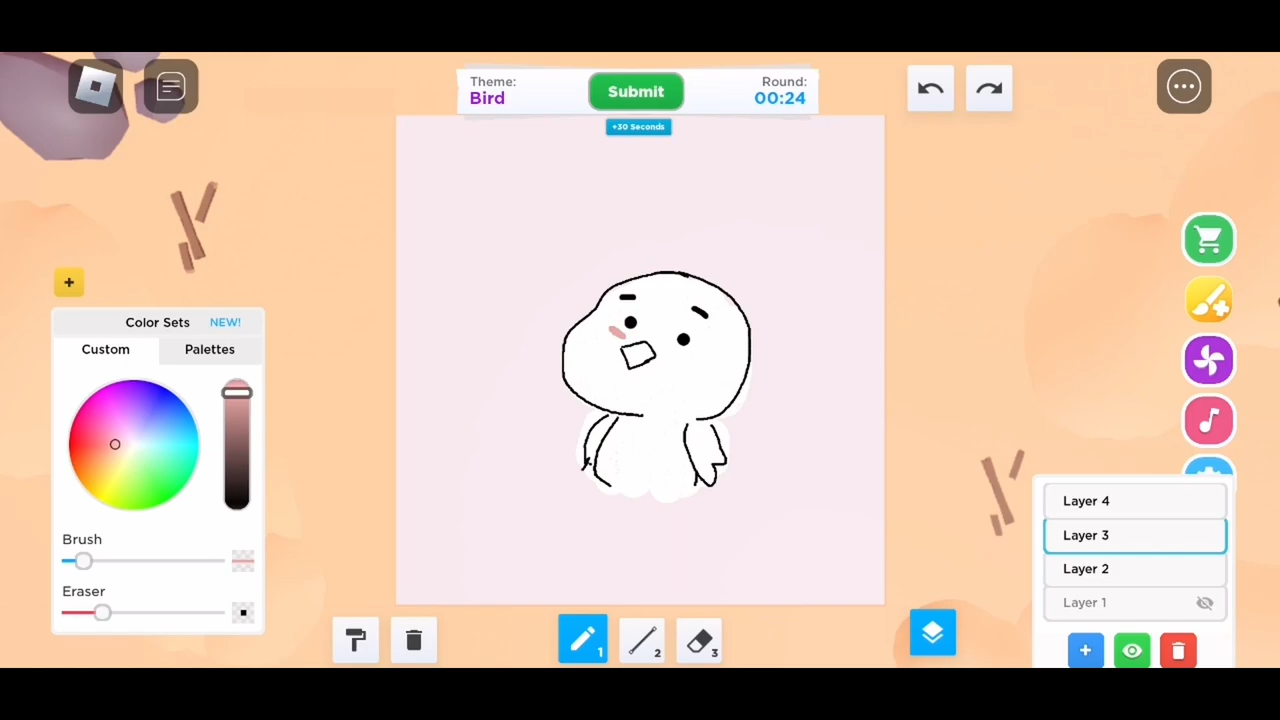 Theme:
Bird
Submit
Round:
00:24
+30 Seconds
+
Color Sets NEW!
Custom Palettes
Brush
Eraser
Layer 4
Layer 3
Layer 2
Layer 1
1
2
3
+